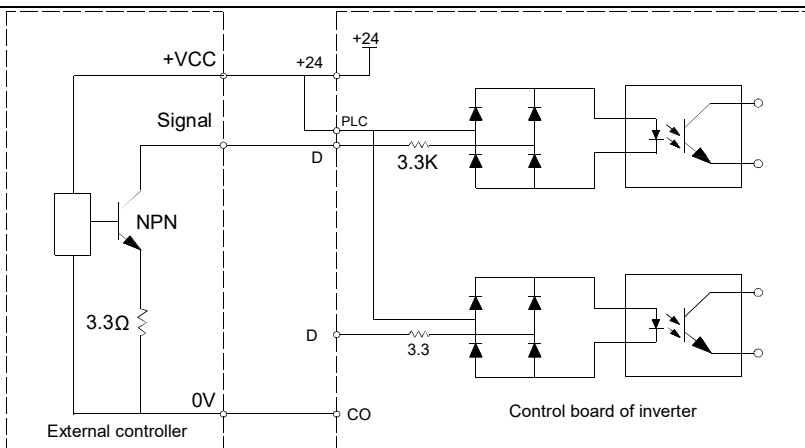 +24
+VCC
+24
Signal
PLC
D
3.3K
NPN
3.3Ω
D
3.3
0V
CO
Control board of inverter
External controller